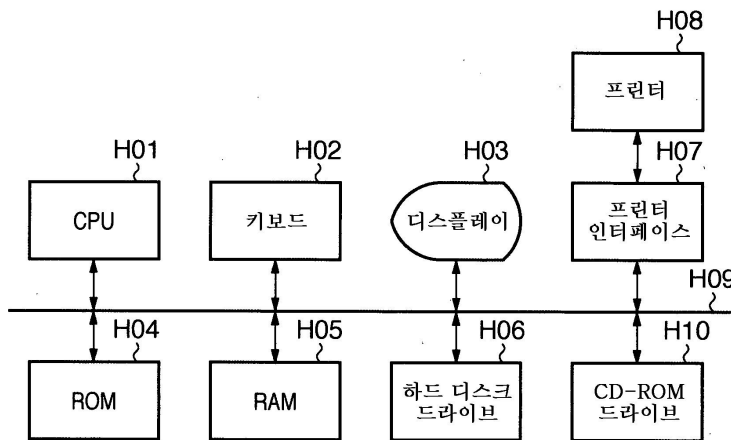 H08
프린터
H01
H02
H03
H07
CPU
키보드
디스플레이
프린터
인터페이스
H09
H04
H05
H06
H10
ROM
RAM
하드 디스크
드라이브
CD-ROM
드라이브